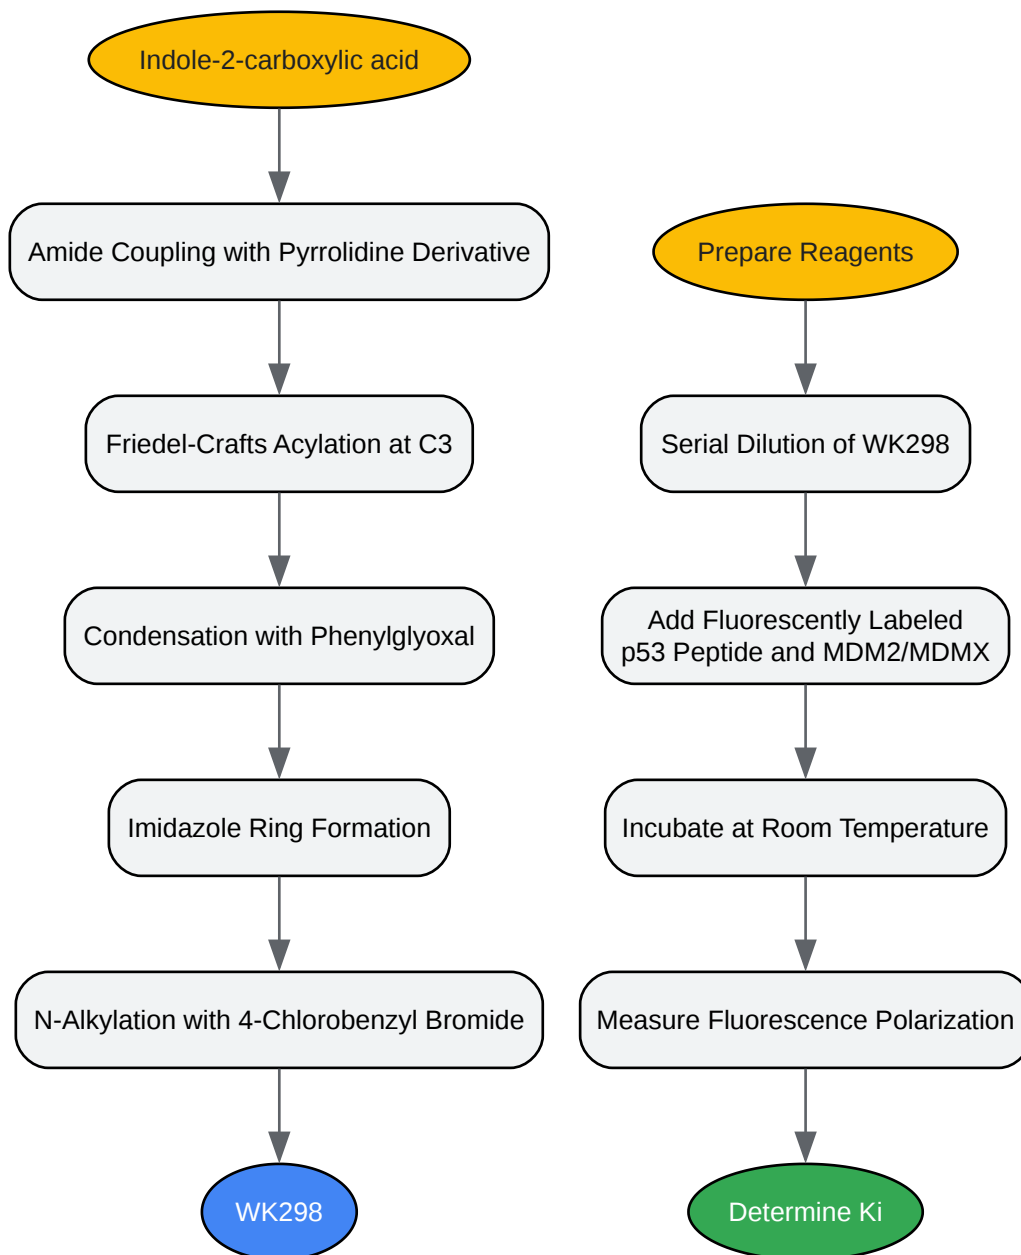 Indole-2-carboxylic acid
Amide Coupling with Pyrrolidine Derivative
Friedel-Crafts Acylation at C3
Condensation with Phenylglyoxal
Imidazole Ring Formation
N-Alkylation with 4-Chlorobenzyl Bromide
WK298
Prepare Reagents
Serial Dilution of WK298
Add Fluorescently Labeled
p53 Peptide and MDM2/MDMX
Incubate at Room Temperature
Measure Fluorescence Polarization
Determine Ki